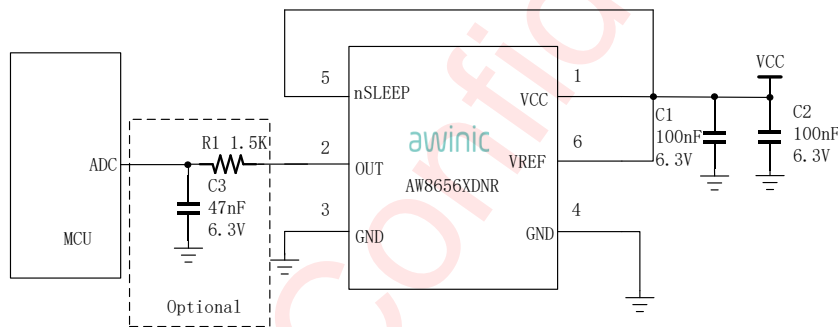 5
nSLEEP
1
VCC
VCC
R1 1.5K
2
OUT
ADC
awinic
AW8656XDNR
6
VREF
C1
100nF
6.3V
C2
100nF
6.3V
C3
47nF
6.3V
3
GND
4
GND
MCU
Optional
Confid